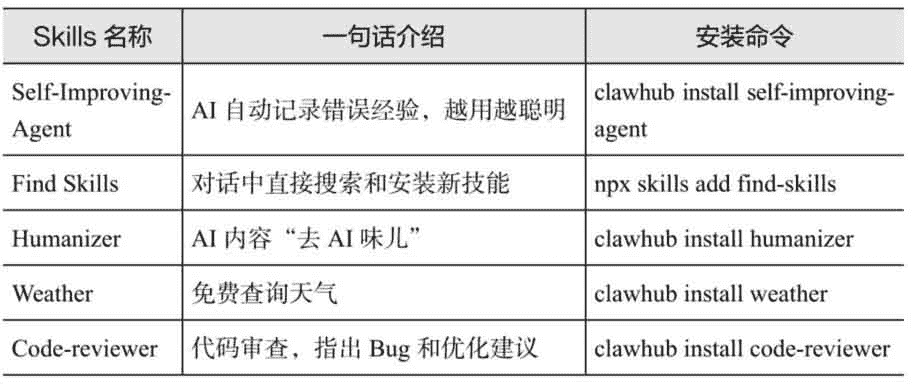 Skills 名称 一句话介绍 安装命令
Self-Improving-
Agent
AI 自动记录错误经验，越用越聪明
clawhub install self-improving-
agent
Find Skills 对话中直接搜索和安装新技能 npx skills add find-skills
Humanizer AI 内容“去 AI 味儿” clawhub install humanizer
Weather 免费查询天气 clawhub install weather
Code-reviewer 代码审查，指出 Bug 和优化建议 clawhub install code-reviewer